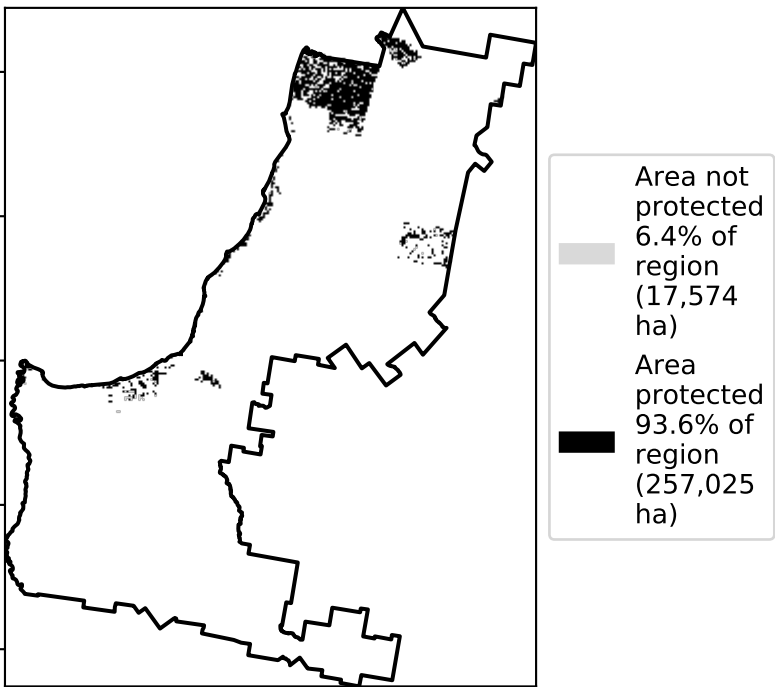 Area not
protected
6.4% of
region
(17,574
ha)
Area
protected
93.6% of
region
(257,025
ha)